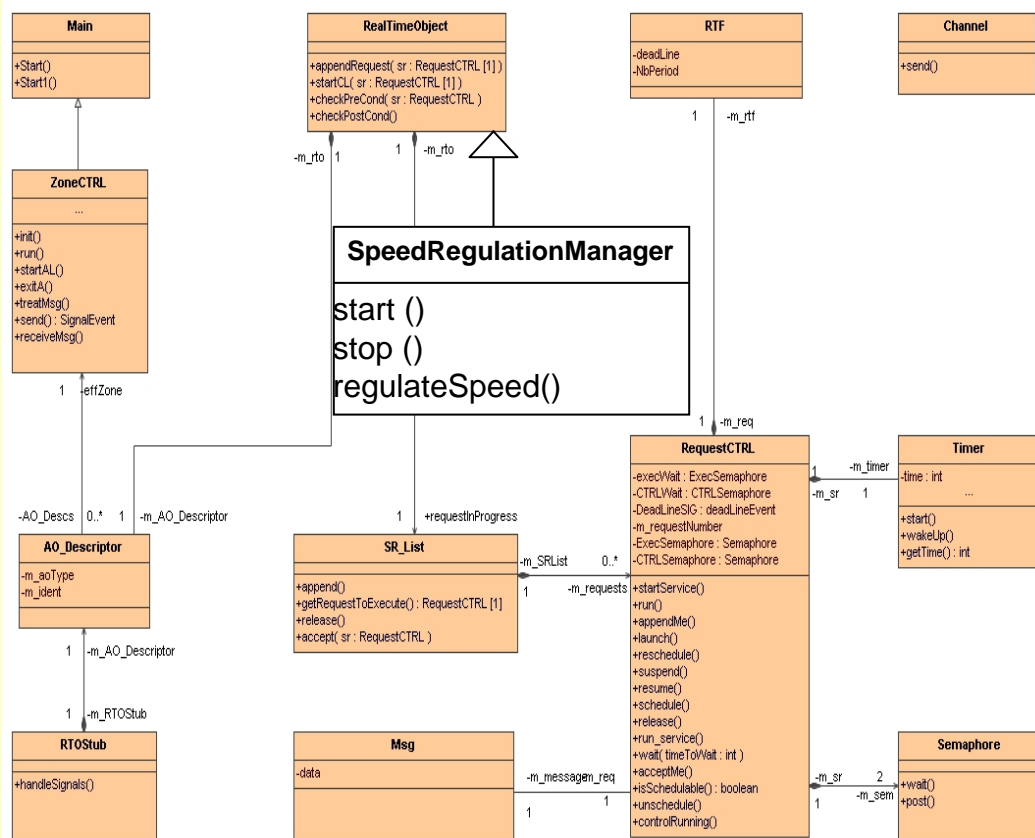 Main
+Start()
+Start1()
RealTimeObject
+appendRequest( sr : RequestCTRL [1] )
+startCL( sr : RequestCTRL [1] )
+checkPreCond( sr : RequestCTRL )
+checkPostCond()
RTF
-deadLine
-NbPeriod
Channel
+send()
-m_rto 1
1 -m_rto
1 -m_rtf
ZoneCTRL
...
+init()
+run()
+startAL()
+exitA()
+treatMsg()
+send() : SignalEvent
+receiveMsg()
SpeedRegulationManager
start ()
stop ()
regulateSpeed()
1 -effZone
1 -m_req
-AO_Descs 0..* 1 -m_AO_Descriptor
1 +requestInProgress
AO_Descriptor
-m_aoType
-m_ident
SR_List
+append()
+getRequestToExecute() : RequestCTRL [1]
+release()
+accept( sr : RequestCTRL )
-m_SRList 0..*
1 -m_requests
RequestCTRL
-execWait : ExecSemaphore
-CTRLWait : CTRLSemaphore
-DeadLineSIG : deadLineEvent
-m_requestNumber
-ExecSemaphore : Semaphore
-CTRLSemaphore : Semaphore
+startService()
+run()
+appendMe()
+launch()
+reschedule()
+suspend()
+resume()
+schedule()
+release()
+run_service()
+wait( timeToWait : int )
+acceptMe()
+isSchedulable() : boolean
+unschedule()
+controlRunning()
1 -m_timer
-m_sr 1
Timer
-time : int
...
+start()
+wakeUp()
+getTime() : int
1 -m_AO_Descriptor
1 -m_RTOStub
RTOStub
+handleSignals()
Msg
-data
-m_message -m_req
1 1
-m_sr 2
1 -m_sem
Semaphore
+wait()
+post()